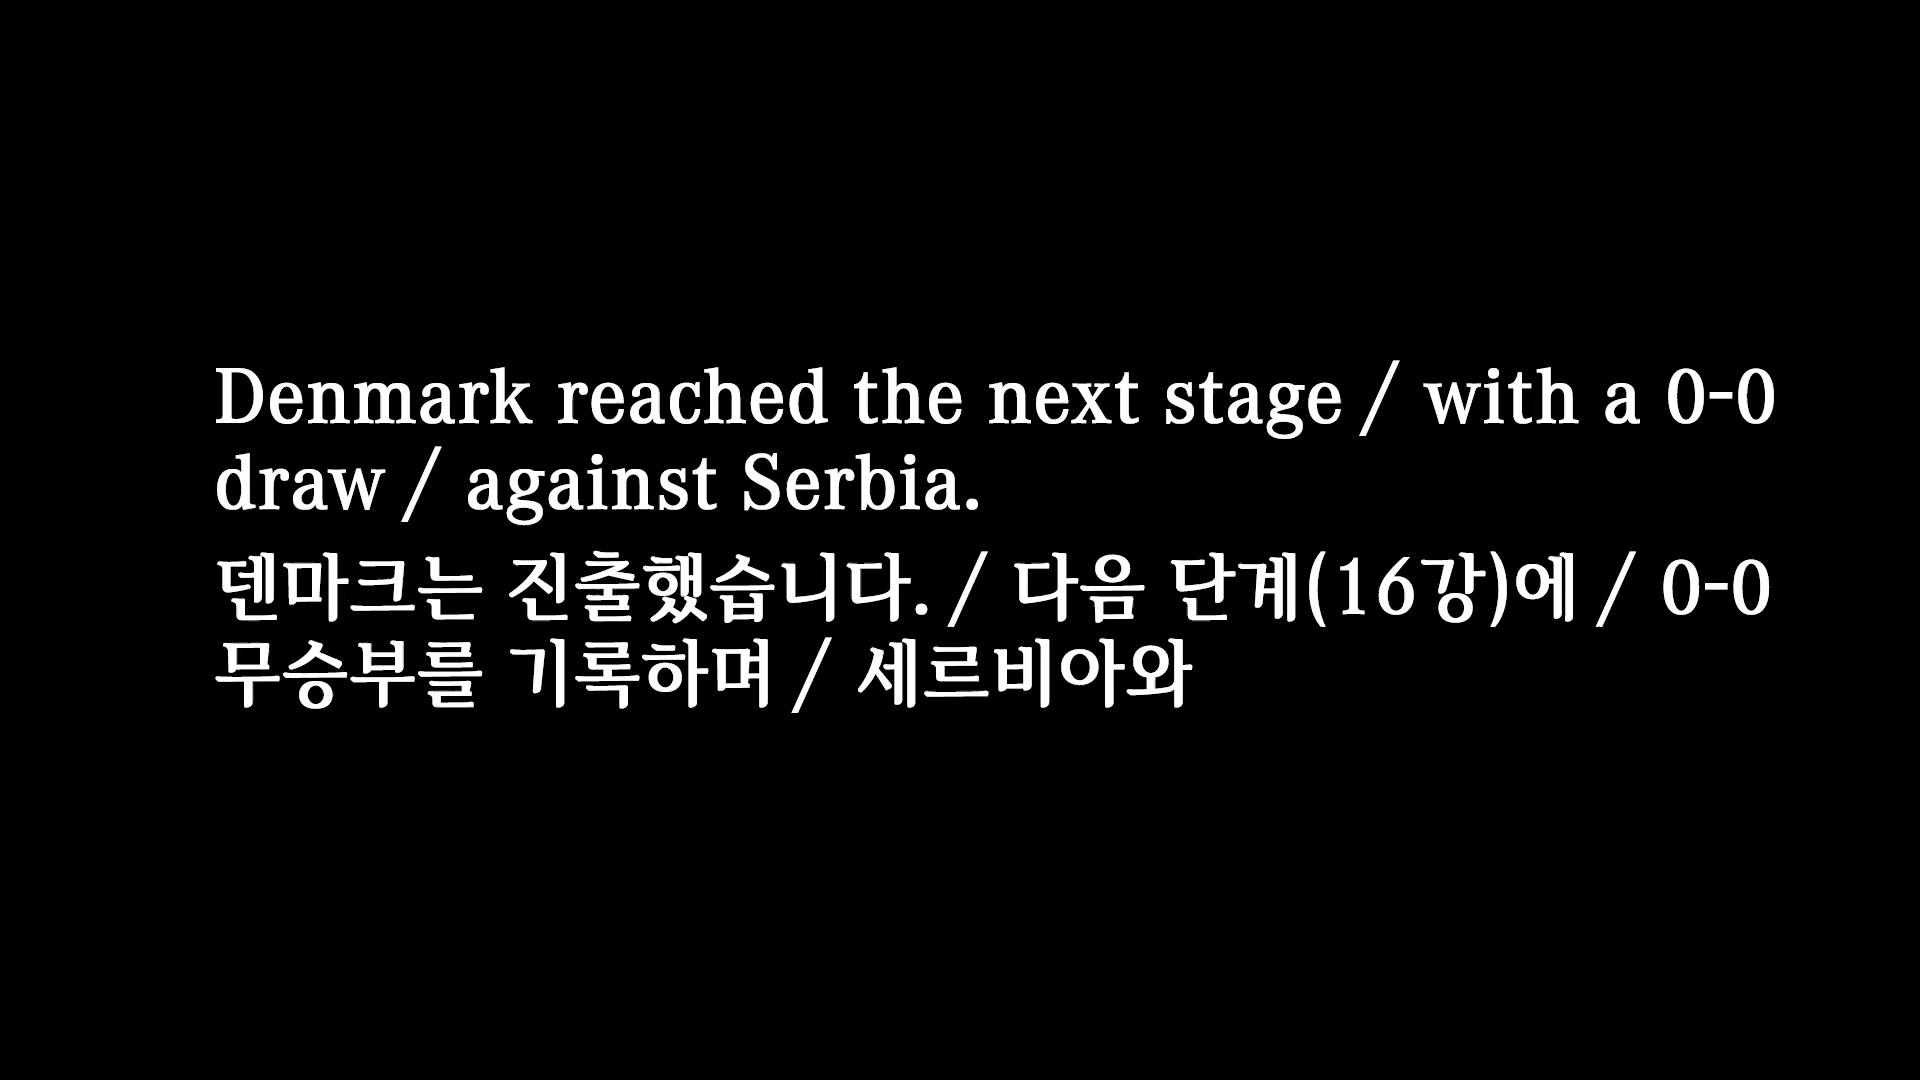 Denmark reached the next stage / with a 0-0
draw / against Serbia.
덴마크는 진출했습니다. / 다음 단계(16강)에 / 0-0
무승부를 기록하며 / 세르비아와